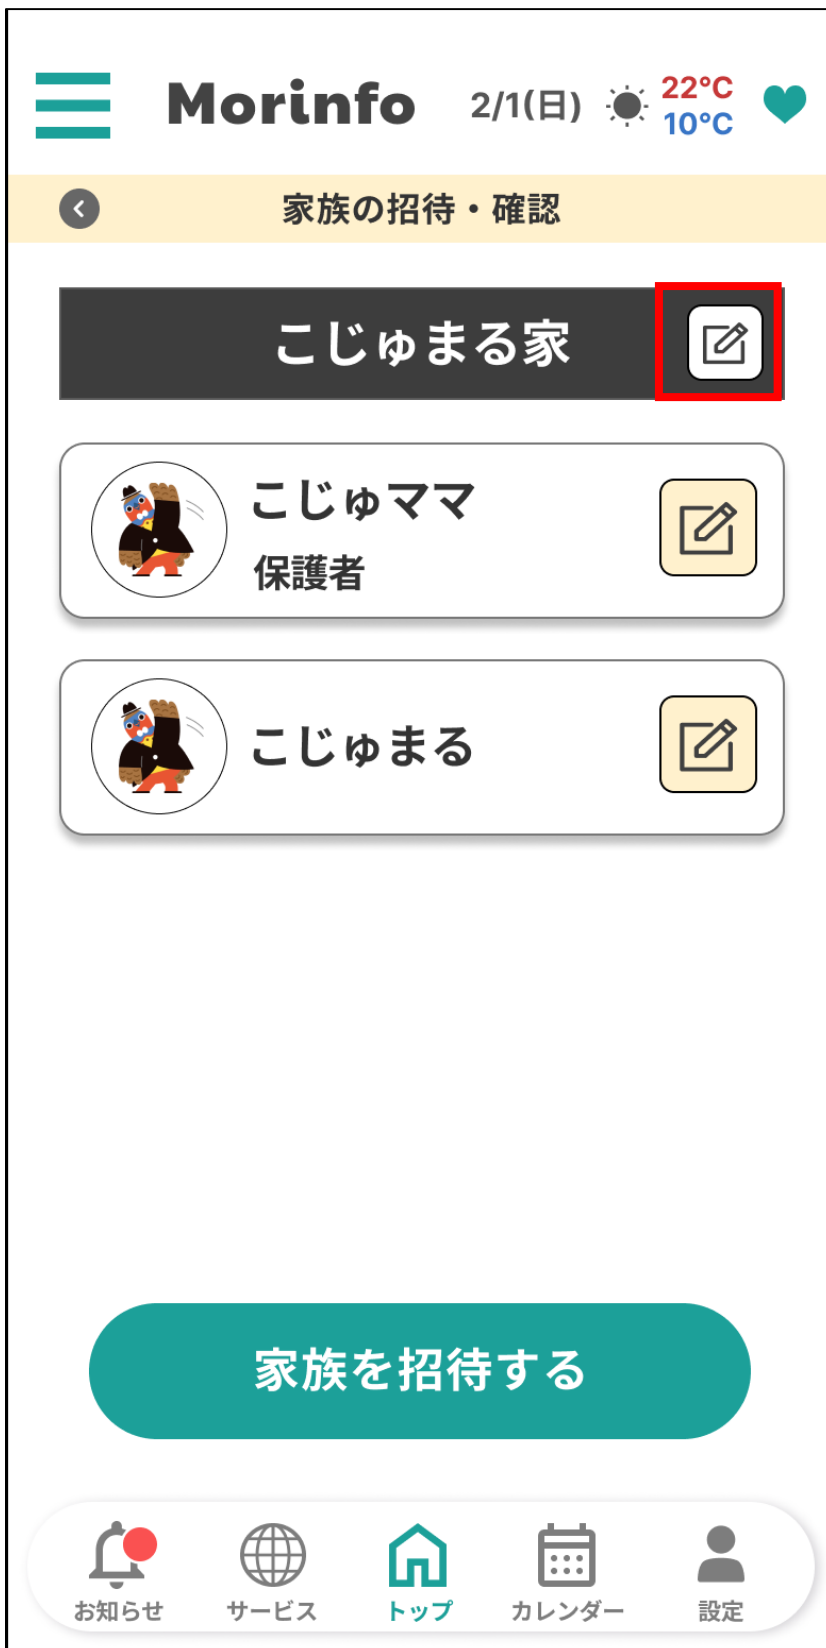 Morinfo 2/1(日) 22°C
10°C
家族の招待・確認
こじゅまる家
こじゅママ
保護者
こじゅまる
家族を招待する
お知らせ サービス トップ カレンダー 設定